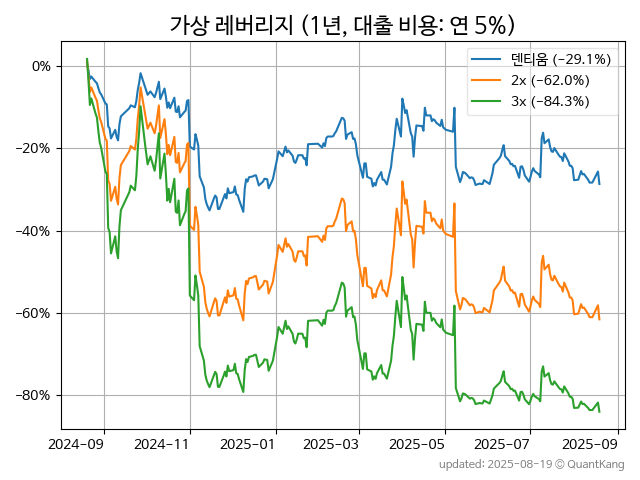 가상 레버리지 (1년, 대출 비용: 연 5%)
덴티움 (-29.1%)
2x (-62.0%)
3x (-84.3%)
0%
−20%
−40%
−60%
−80%
2024-09 2024-11 2025-01 2025-03 2025-05 2025-07 2025-09
updated: 2025-08-19 © QuantKang